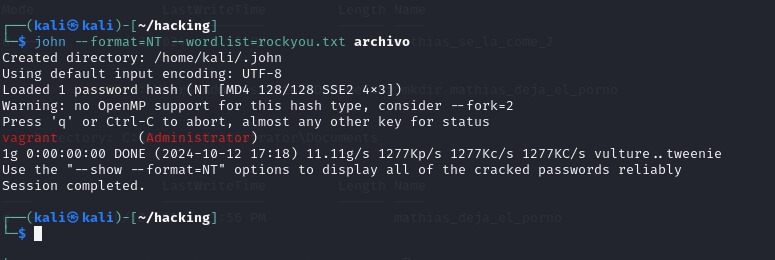 Mode LastWriteTime Length Name
┌──(kali㉿kali)-[~/hacking]
└─$ john --format=NT --wordlist=rockyou.txt archivo
Created directory: /home/kali/.john
Using default input encoding: UTF-8
Loaded 1 password hash (NT [MD4 128/128 SSE2 4×3])
Warning: no OpenMP support for this hash type, consider --fork=2
Press 'q' or Ctrl-C to abort, almost any other key for status
vagrant (Administrator)
1g 0:00:00:00 DONE (2024-10-12 17:18) 11.11g/s 1277Kp/s 1277Kc/s 1277KC/s vulture..tweenie
Use the "--show --format=NT" options to display all of the cracked passwords reliably
Session completed.
┌──(kali㉿kali)-[~/hacking]
└─$